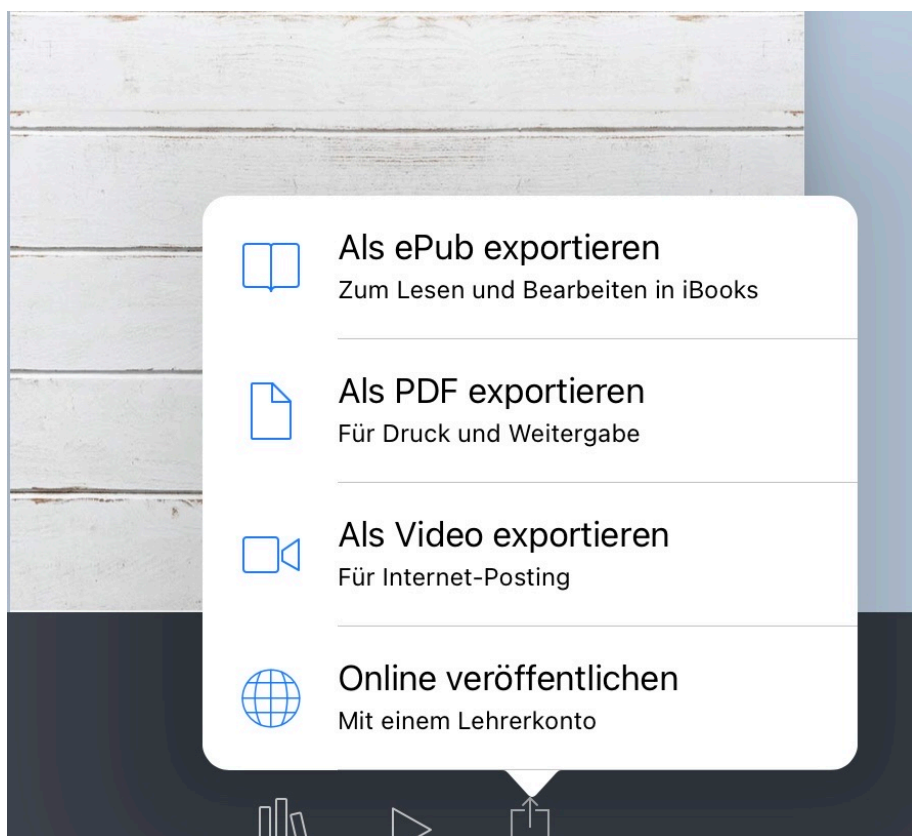 Als ePub exportieren
Zum Lesen und Bearbeiten in iBooks
Als PDF exportieren
Für Druck und Weitergabe
Als Video exportieren
Für Internet-Posting
Online veröffentlichen
Mit einem Lehrerkonto